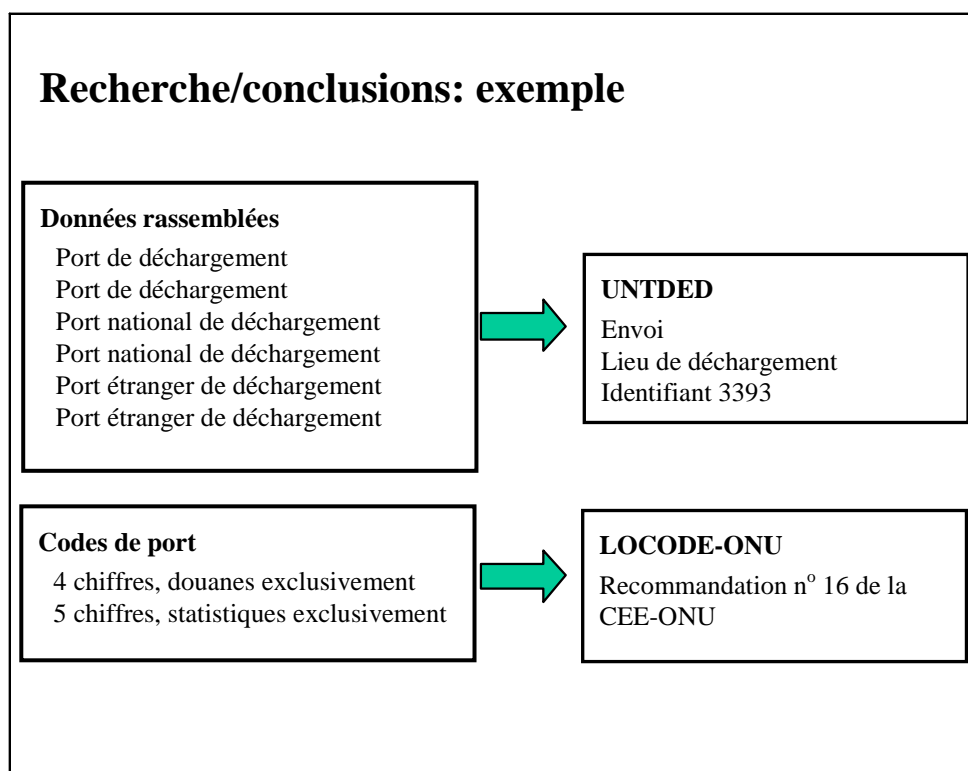 Recherche/conclusions: exemple
Données rassemblées
Port de déchargement
Port de déchargement
Port national de déchargement
Port national de déchargement
Port étranger de déchargement
Port étranger de déchargement
UNTDED
Envoi
Lieu de déchargement
Identifiant 3393
Codes de port
4 chiffres, douanes exclusivement
5 chiffres, statistiques exclusivement
LOCODE-ONU
Recommandation nº 16 de la
CEE-ONU